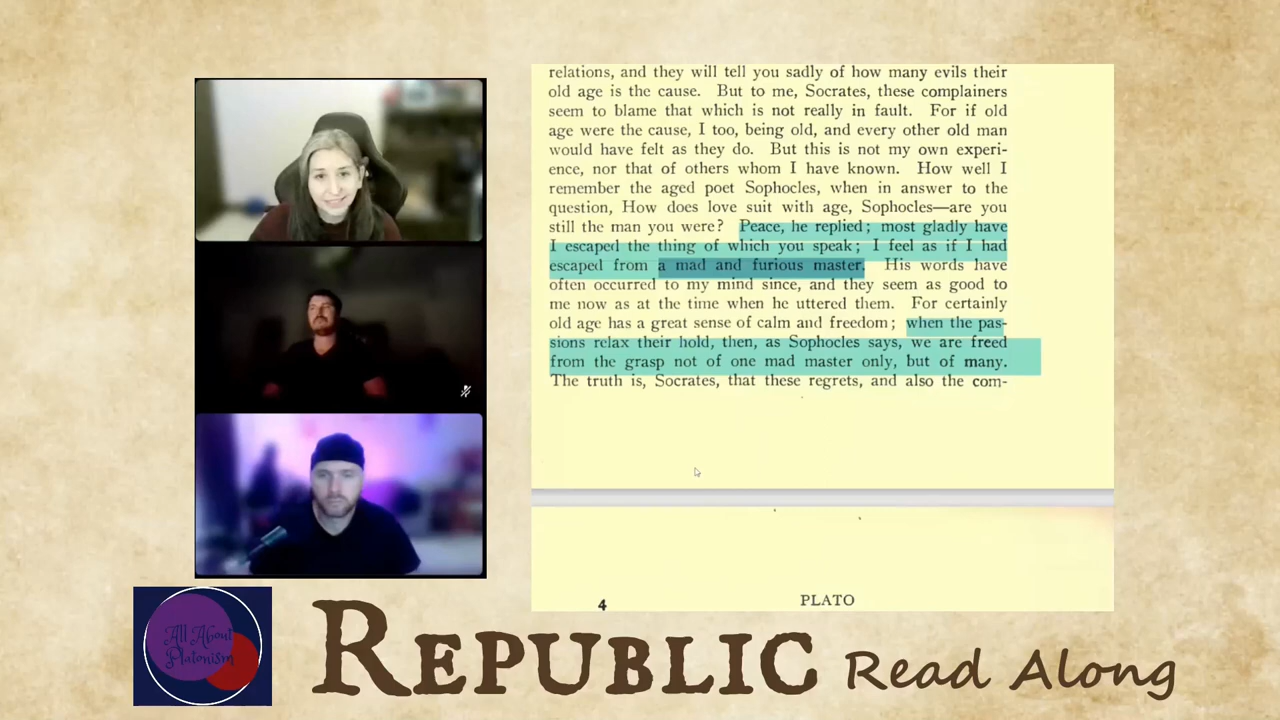 relations, and they will tell you sadly of how many evils their
old age is the cause. But to me, Socrates, these complainers
seem to blame that which is not really in fault. For if old
age were the cause, I too, being old, and every other old man
would have felt as they do. But this is not my own experi-
ence, nor that of others whom I have known. How well I
remember the aged poet Sophocles, when in answer to the
question, How does love suit with age, Sophocles—are you
still the man you were? Peace, he replied; most gladly have
I escaped the thing of which you speak; I feel as if I had
escaped from a mad and furious master. His words have
often occurred to my mind since, and they seem as good to
me now as at the time when he uttered them. For certainly
old age has a great sense of calm and freedom; when the pas-
sions relax their hold, then, as Sophocles says, we are freed
from the grasp not of one mad master only, but of many.
The truth is, Socrates, that these regrets, and also the com-
4 PLATO
All About
Platonism
REPUBLIC Read Along